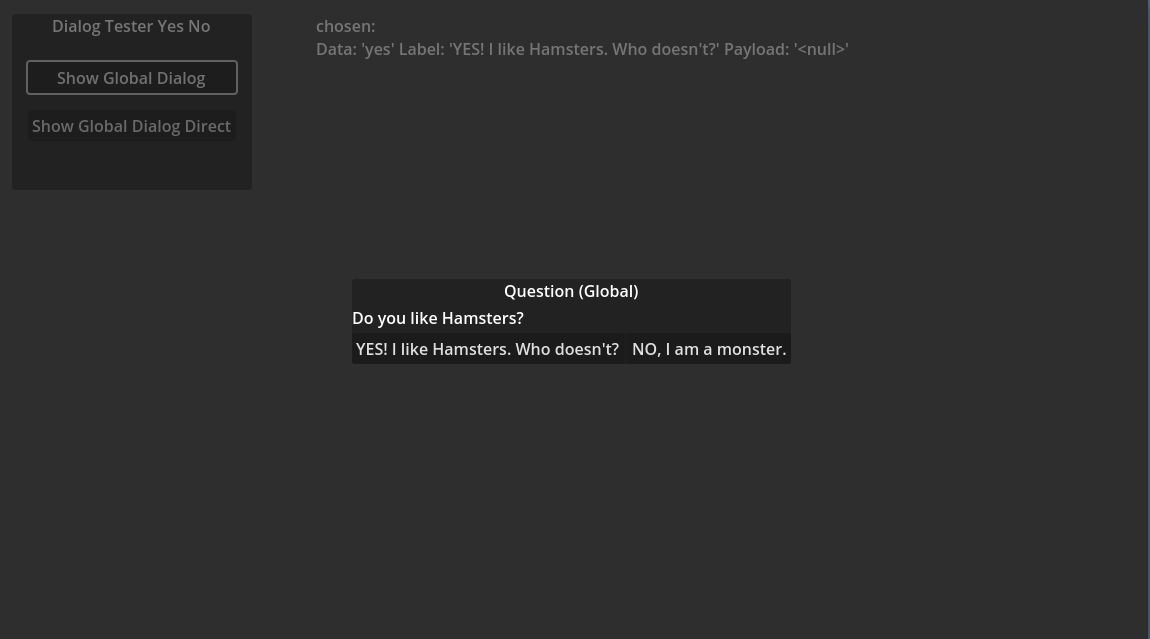 Dialog Tester Yes No
Show Global Dialog
Show Global Dialog Direct
chosen:
Data: 'yes' Label: 'YES! I like Hamsters. Who doesn't?' Payload: '<null>'
Question (Global)
Do you like Hamsters?
YES! I like Hamsters. Who doesn't? NO, I am a monster.